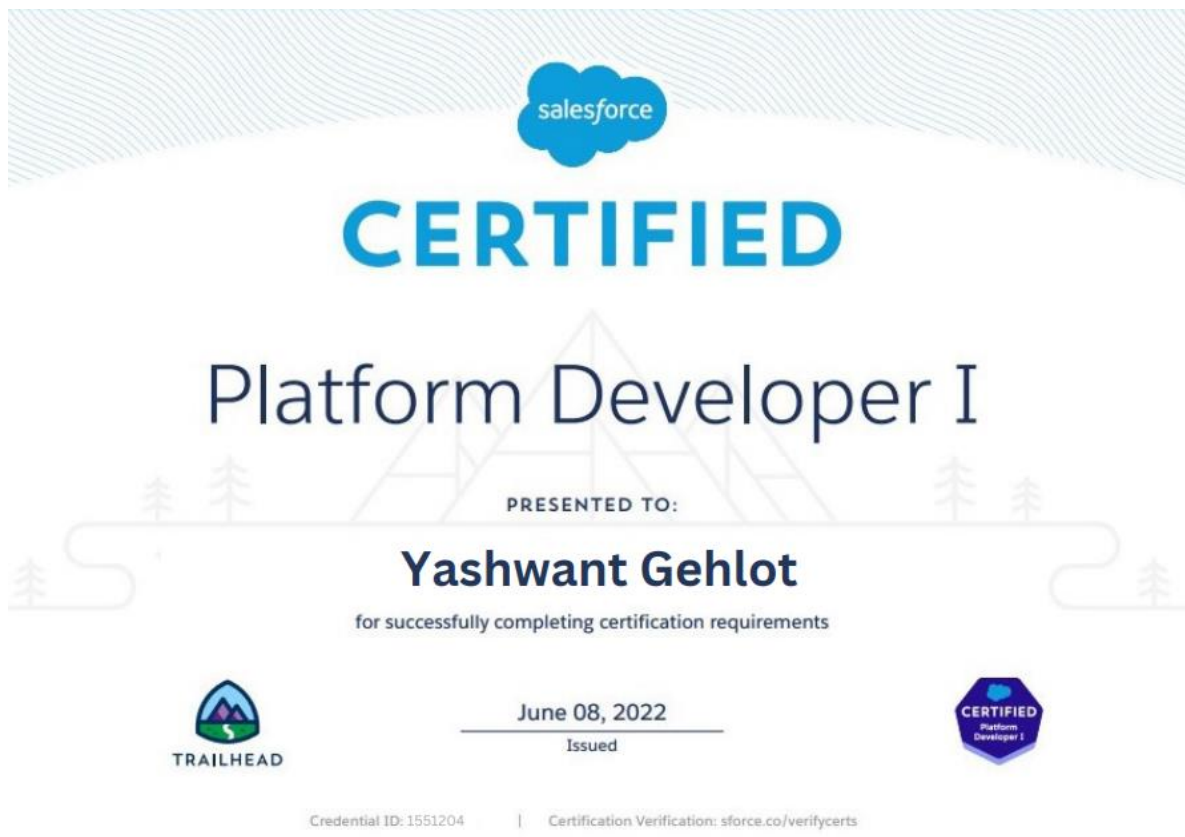 salesforce
CERTIFIED
Platform Developer I
PRESENTED TO:
Yashwant Gehlot
for successfully completing certification requirements
June 08, 2022
Issued
TRAILHEAD
CERTIFIED
Platform
Developer I
Credential ID: 1551204 | Certification Verification: sforce.co/verifycerts